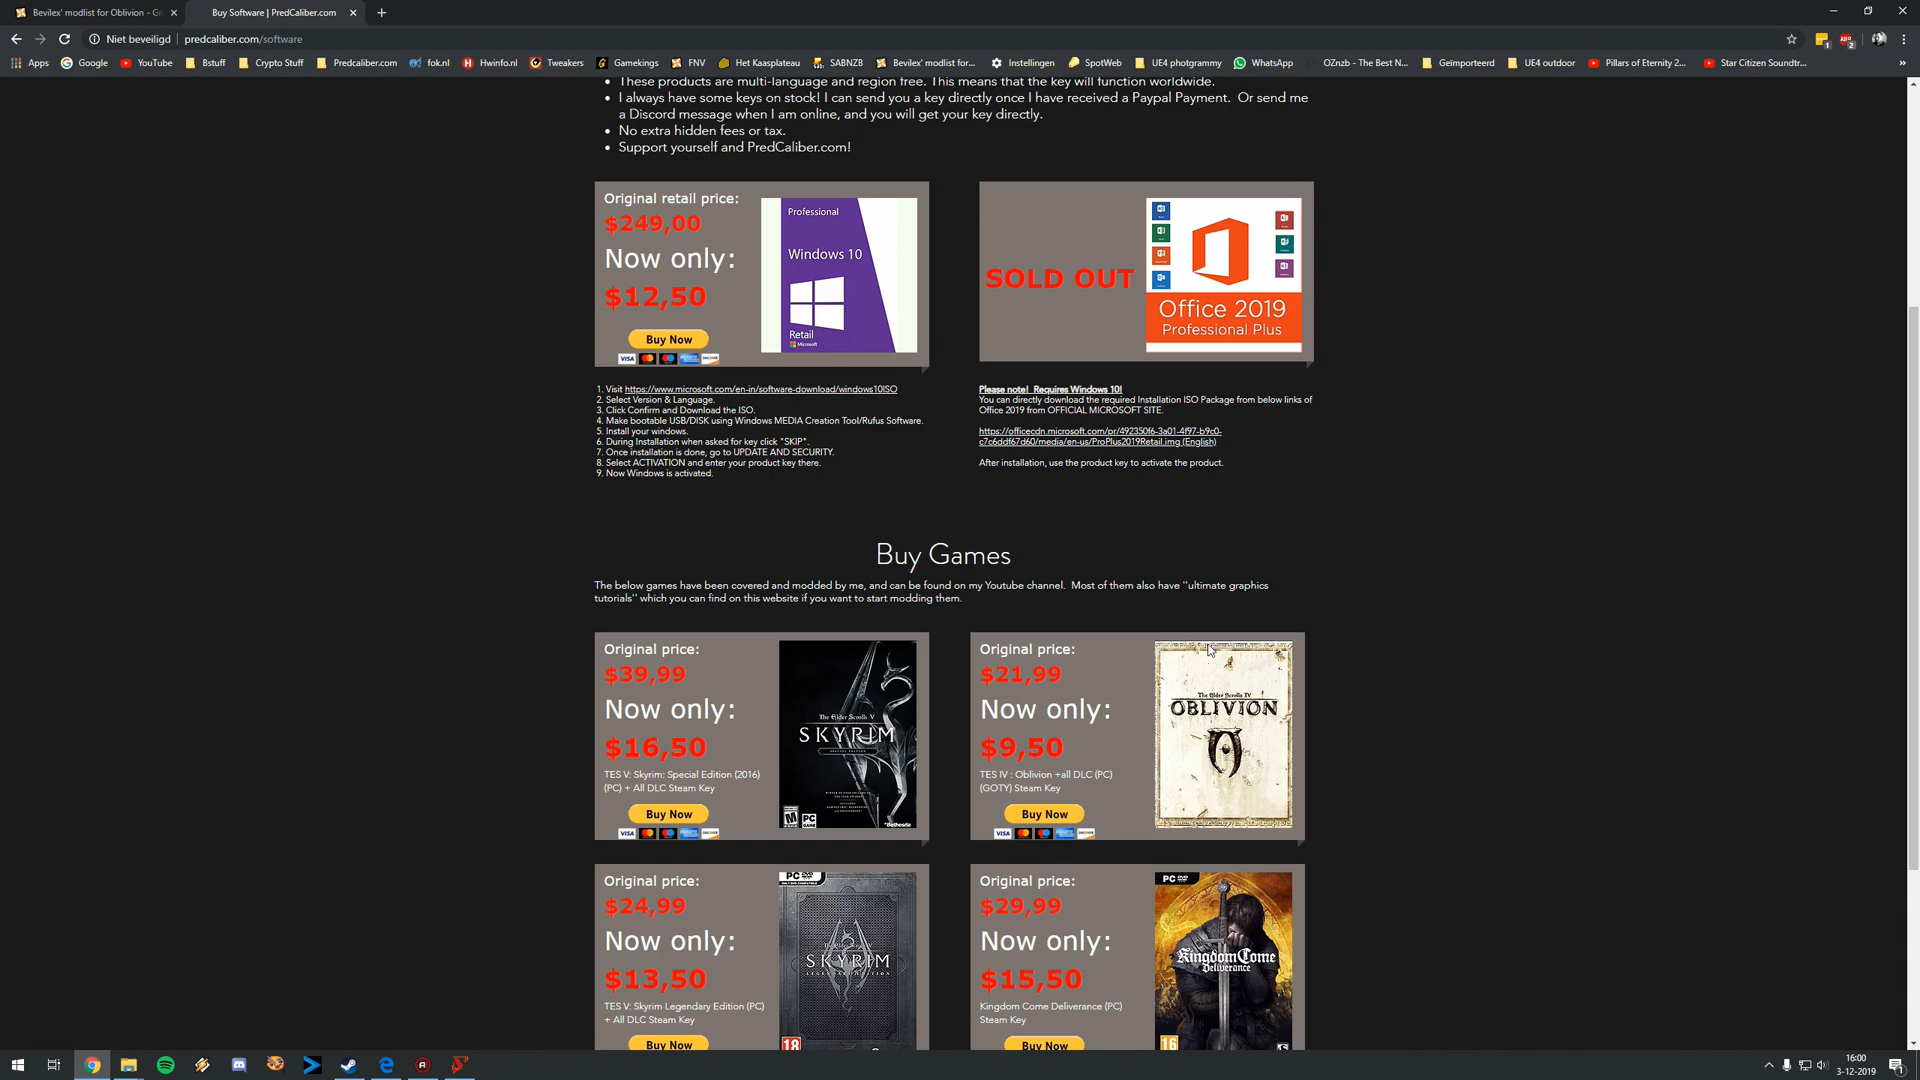 Bevilex' modlist for Oblivion - G
Buy Software | PredCaliber.com
Niet beveiligd
predcaliber.com/software
Apps
Google
YouTube
Bstuff
Crypto Stuff
Predcaliber.com
fok.nl
Hwinfo.nl
Tweakers
Gamekings
FNV
Het Kaasplateau
SABNZB
Bevilex' modlist for...
Instellingen
SpotWeb
UE4 photgrammy
WhatsApp
OZnzb - The Best N...
Geïmporteerd
UE4 outdoor
Pillars of Eternity 2...
Star Citizen Soundtr...
These products are multi-language and region free. This means that the key will function worldwide.
I always have some keys on stock! I can send you a key directly once I have received a Paypal Payment. Or send me
a Discord message when I am online, and you will get your key directly.
No extra hidden fees or tax.
Support yourself and PredCaliber.com!
Original retail price:
$249,00
Now only:
$12,50
Buy Now
VISA
DISCOVER
Professional
Windows 10
Retail
Microsoft
SOLD OUT
Office 2019
Professional Plus
1. Visit https://www.microsoft.com/en-in/software-download/windows10ISO
2. Select Version & Language.
3. Click Confirm and Download the ISO.
4. Make bootable USB/DISK using Windows MEDIA Creation Tool/Rufus Software.
5. Install your windows.
6. During Installation when asked for key click "SKIP".
7. Once installation is done, go to UPDATE AND SECURITY.
8. Select ACTIVATION and enter your product key there.
9. Now Windows is activated.
Please note! Requires Windows 10!
You can directly download the required Installation ISO Package from below links of
Office 2019 from OFFICIAL MICROSOFT SITE.
https://officecdn.microsoft.com/pr/492350f6-3a01-4f97-b9c0-
c7c6ddf67d60/media/en-us/ProPlus2019Retail.img (English)
After installation, use the product key to activate the product.
Buy Games
The below games have been covered and modded by me, and can be found on my Youtube channel. Most of them also have ''ultimate graphics
tutorials'' which you can find on this website if you want to start modding them.
Original price:
$39,99
Now only:
$16,50
TES V: Skyrim: Special Edition (2016)
(PC) + All DLC Steam Key
Buy Now
VISA
DISCOVER
The Elder Scrolls V
SKYRIM
SPECIAL EDITION
M
PC
Bethesda
Original price:
$21,99
Now only:
$9,50
TES IV : Oblivion +all DLC (PC)
(GOTY) Steam Key
Buy Now
VISA
DISCOVER
The Elder Scrolls IV
OBLIVION
Original price:
$24,99
Now only:
$13,50
TES V: Skyrim Legendary Edition (PC)
+ All DLC Steam Key
Buy Now
PC DVD
The Elder Scrolls V
SKYRIM
LEGENDARY EDITION
18
Original price:
$29,99
Now only:
$15,50
Kingdom Come Deliverance (PC)
Steam Key
Buy Now
PC DVD
Kingdom Come
Deliverance
16
16:00
3-12-2019